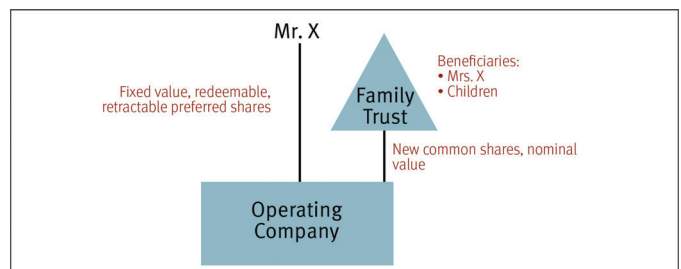 Mr. X
Fixed value, redeemable,
retractable preferred shares
Family
Trust
Beneficiaries:
• Mrs. X
• Children
New common shares, nominal
value
Operating
Company